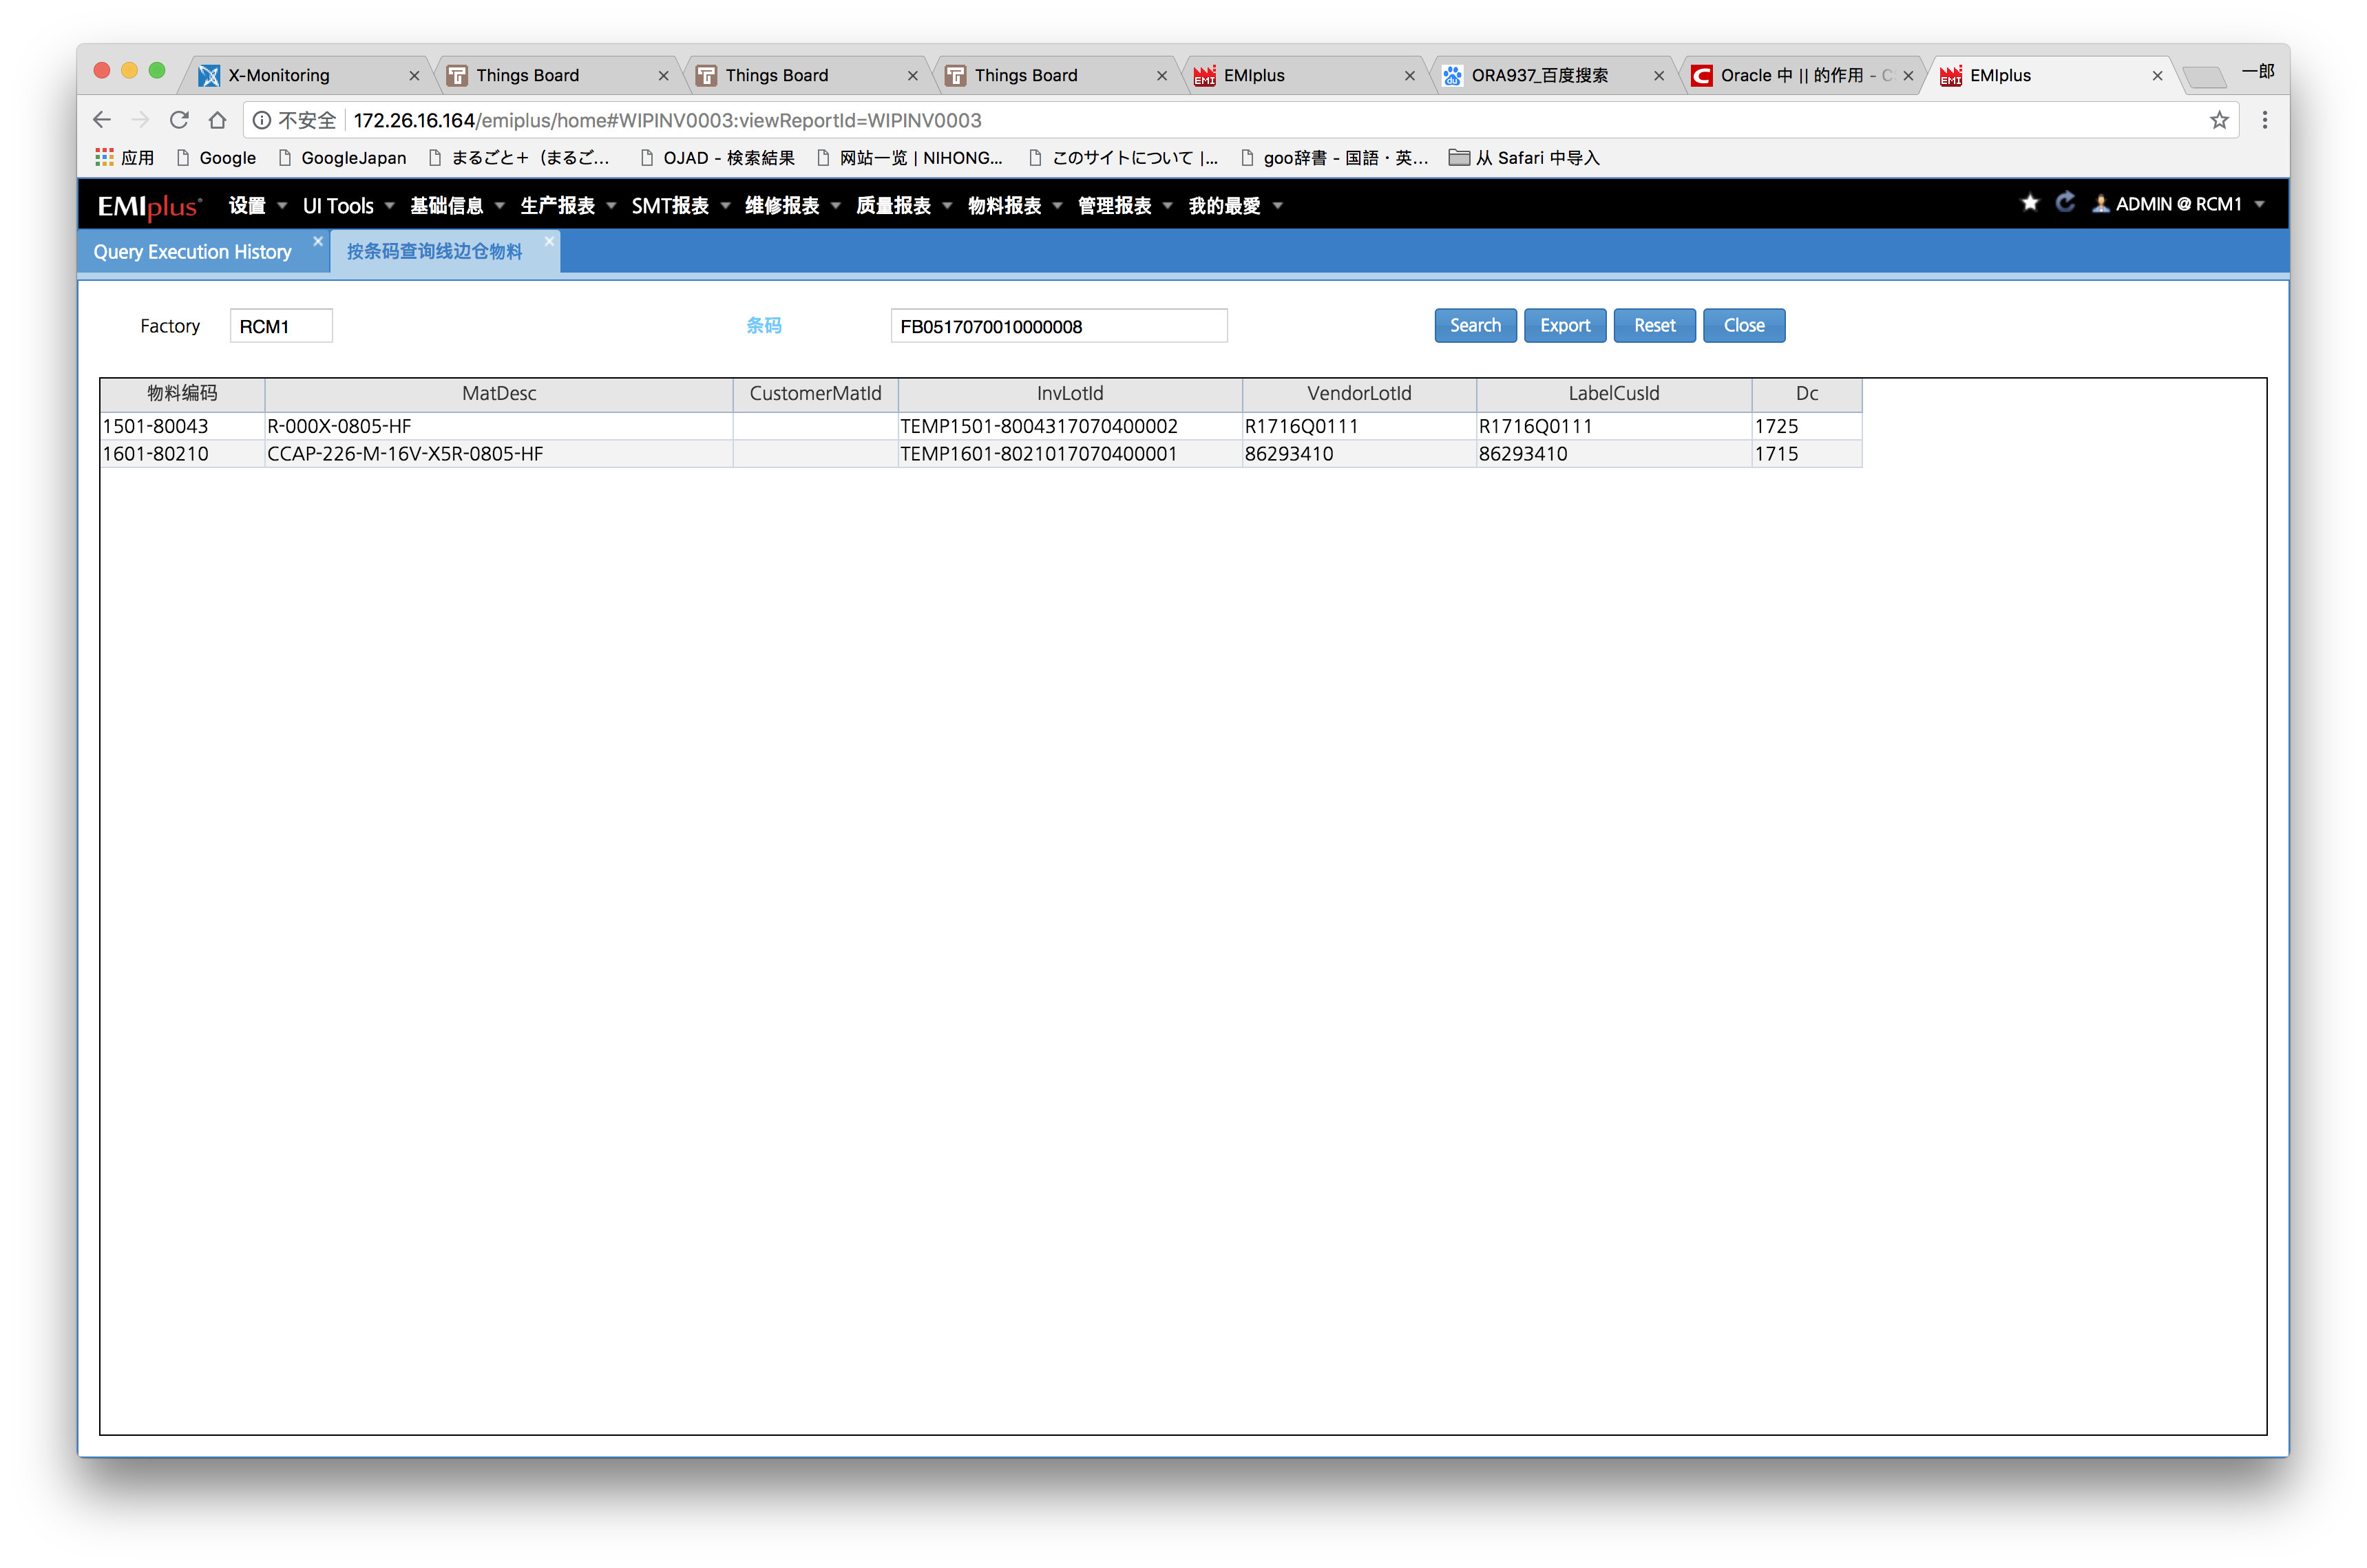 X-Monitoring Things Board Things Board Things Board EMIplus ORA937_百度搜索 Oracle 中 || 的作用 - C EMIplus 一郎
不安全 172.26.16.164/emiplus/home#WIPINV0003:viewReportId=WIPINV0003
应用 Google GoogleJapan まるごと＋（まるご... OJAD - 検索結果 网站一览 | NIHONG... このサイトについて |... goo辞書 - 国語・英... 从 Safari 中导入
EMIplus 设置 UI Tools 基础信息 生产报表 SMT报表 维修报表 质量报表 物料报表 管理报表 我的最愛 ADMIN @ RCM1
Query Execution History 按条码查询线边仓物料
Factory RCM1 条码 FB0517070010000008 Search Export Reset Close
物料编码 MatDesc CustomerMatId InvLotId VendorLotId LabelCusId Dc
1501-80043 R-000X-0805-HF TEMP1501-8004317070400002 R1716Q0111 R1716Q0111 1725
1601-80210 CCAP-226-M-16V-X5R-0805-HF TEMP1601-8021017070400001 86293410 86293410 1715